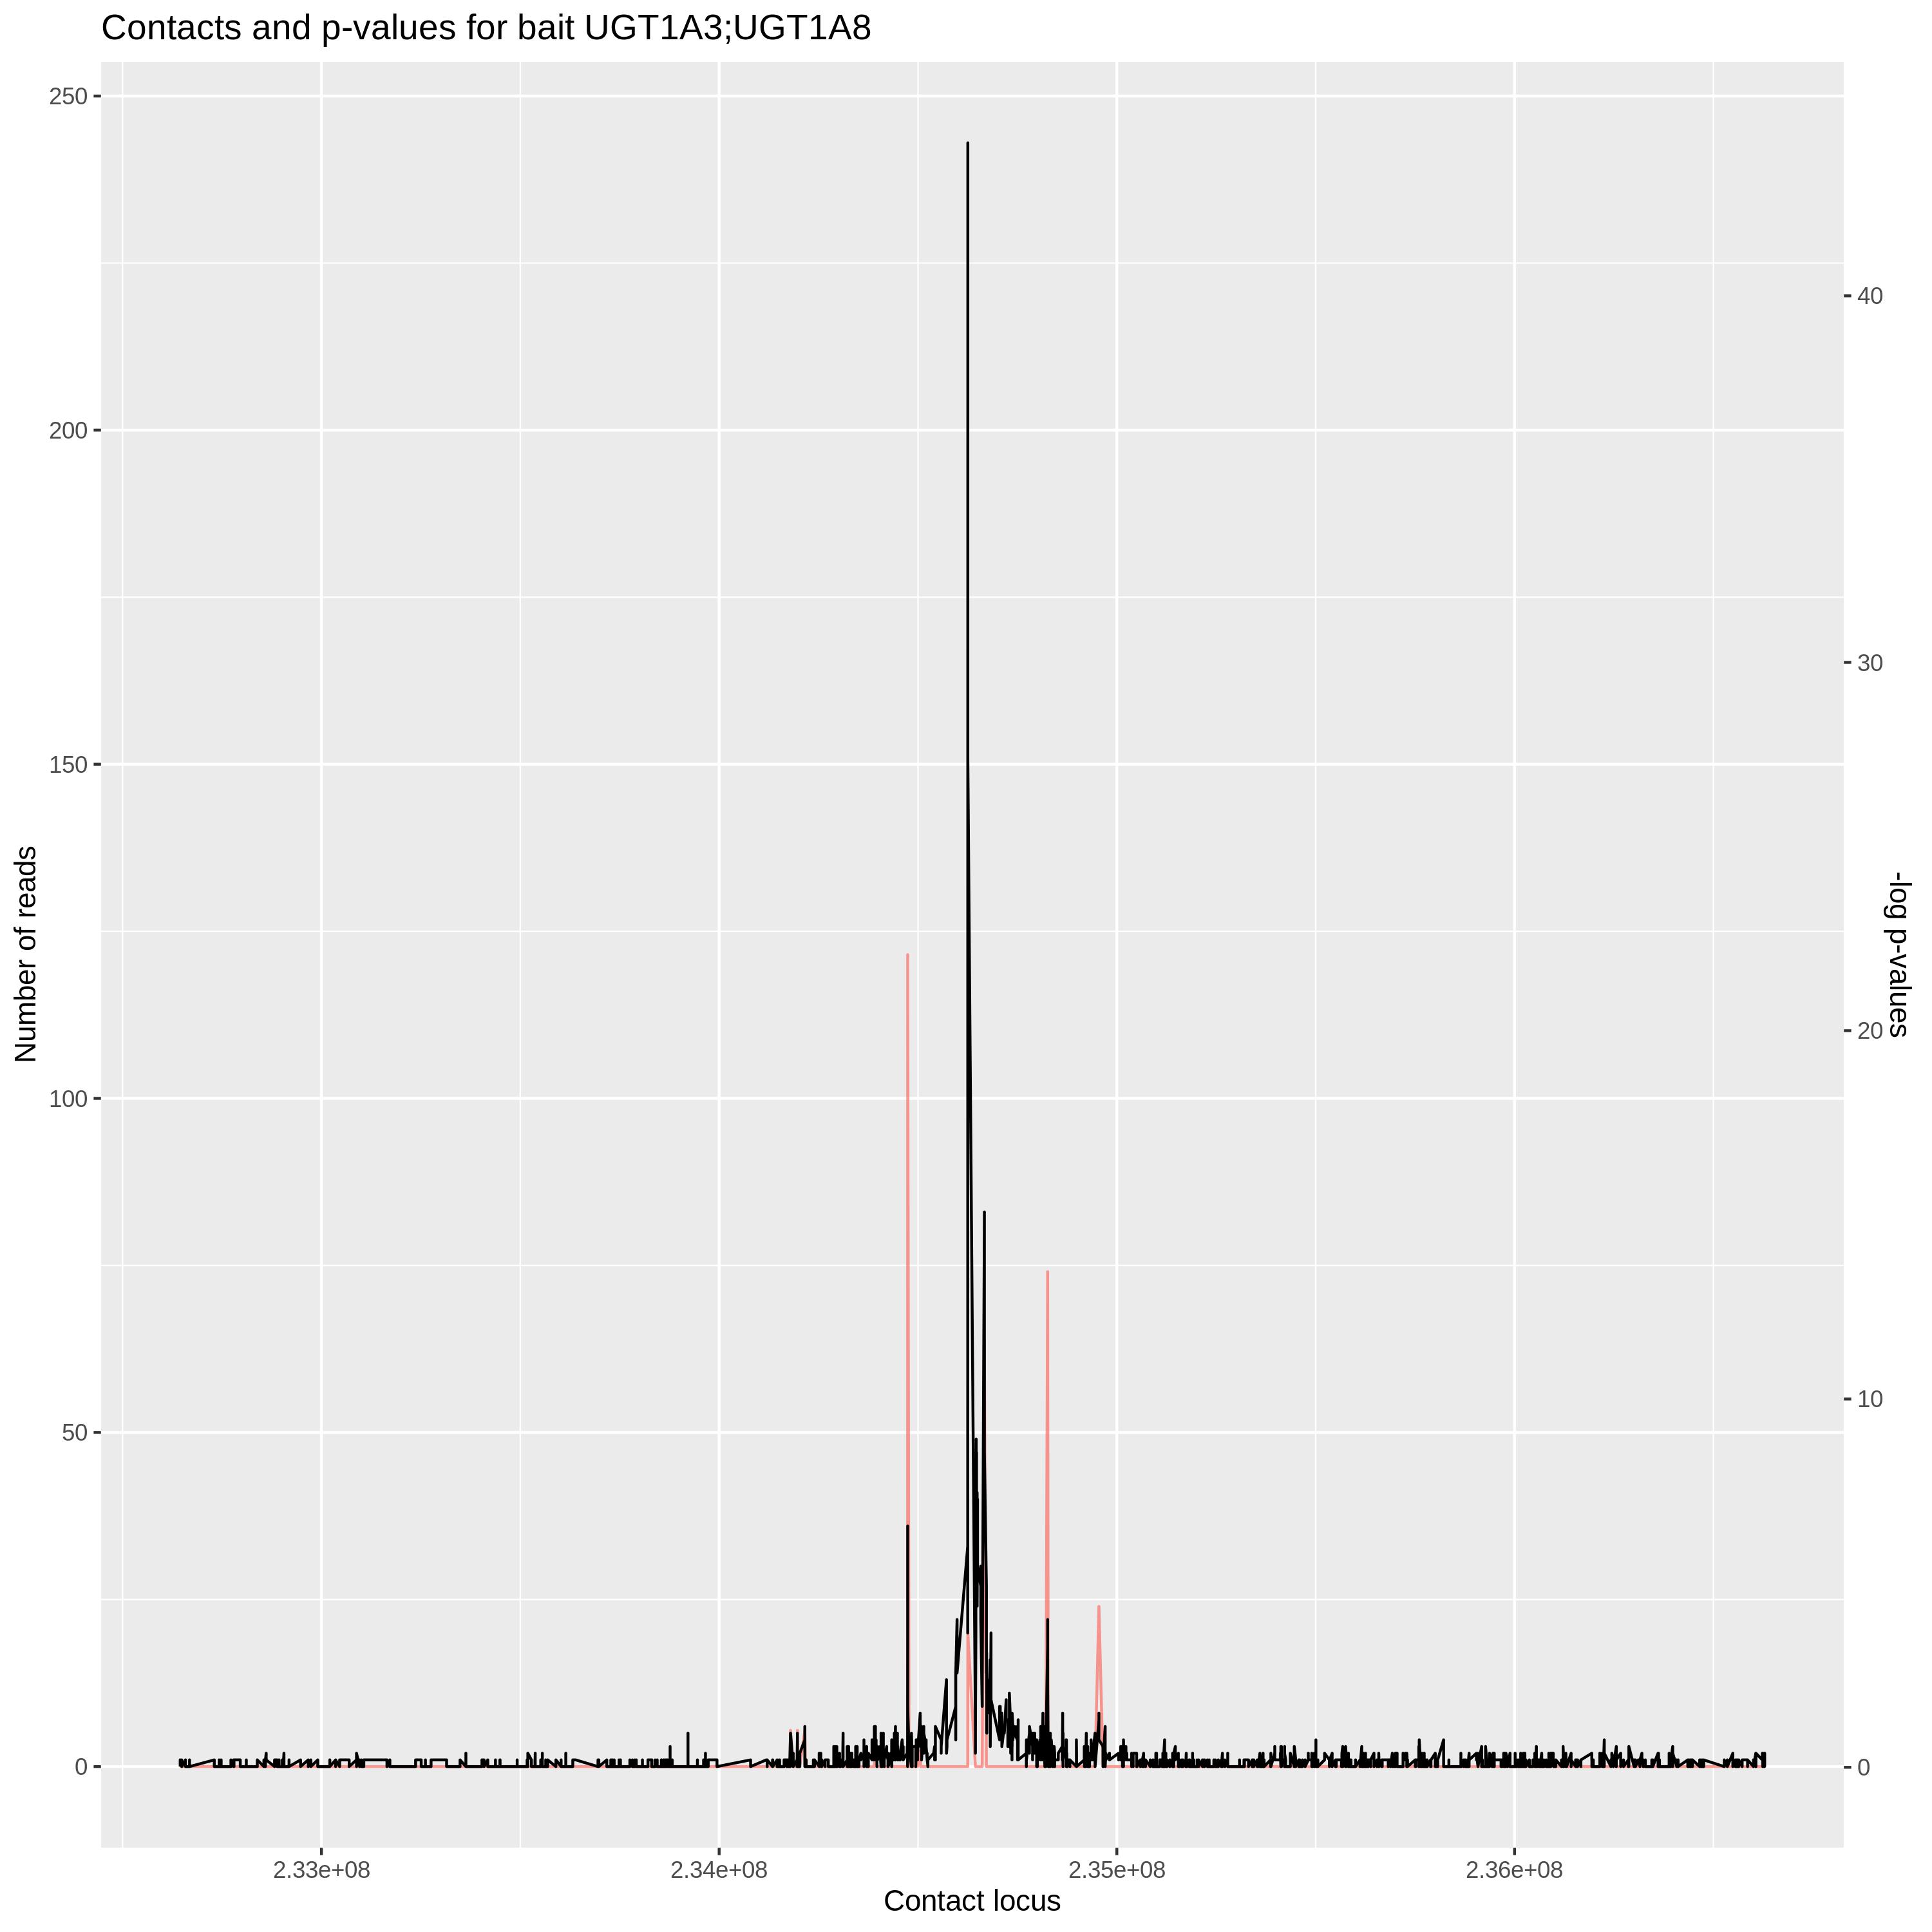 Contacts and p-values for bait UGT1A3;UGT1A8
250
200
150
100
50
0
Number of reads
40
30
20
10
0
-log p-values
2.33e+08
2.34e+08
2.35e+08
2.36e+08
Contact locus